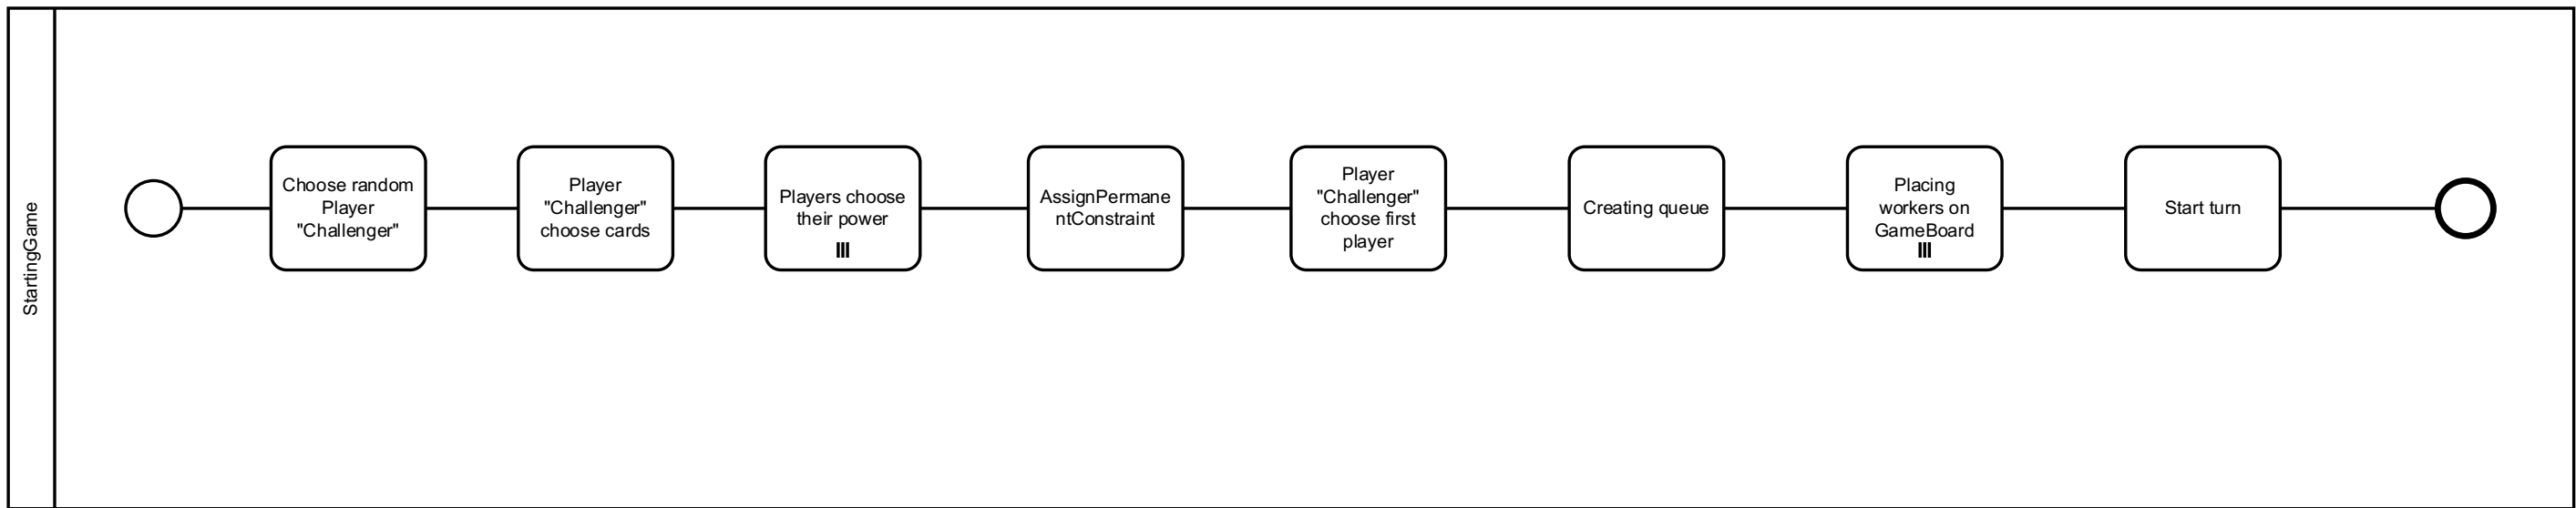 StartingGame
Choose random
Player
"Challenger"
Player
"Challenger"
choose cards
Players choose
their power
AssignPermane
ntConstraint
Player
"Challenger"
choose first
player
Creating queue
Placing
workers on
GameBoard
Start turn